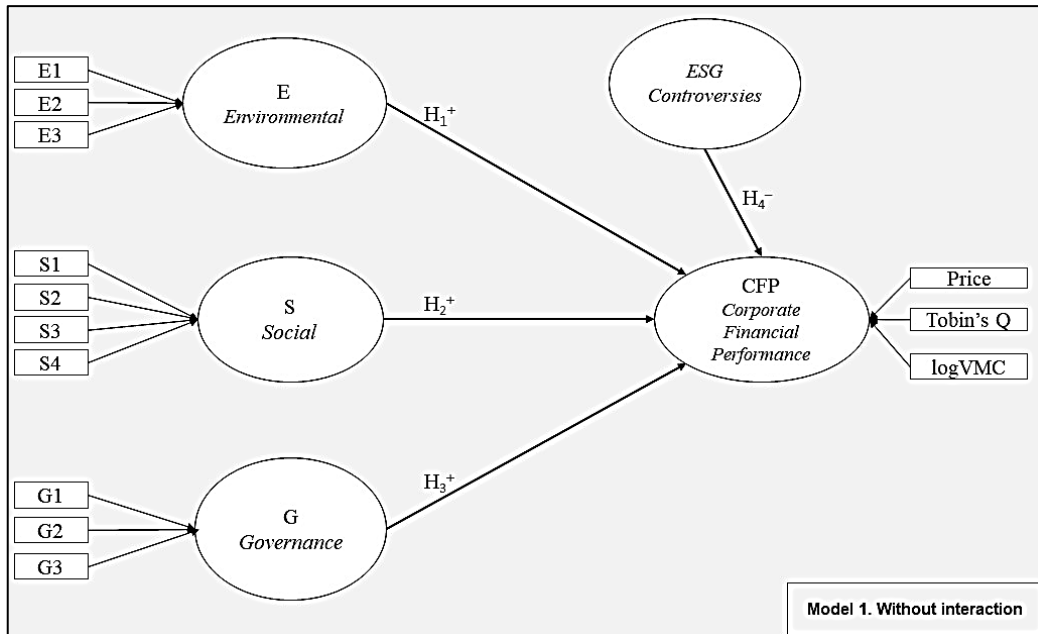 E1
E2
E3
E
Environmental
H₁⁺
ESG
Controversies
H₄⁻
S1
S2
S3
S4
S
Social
H₂⁺
CFP
Corporate
Financial
Performance
Price
Tobin's Q
logVMC
G1
G2
G3
G
Governance
H₃⁺
Model 1. Without interaction